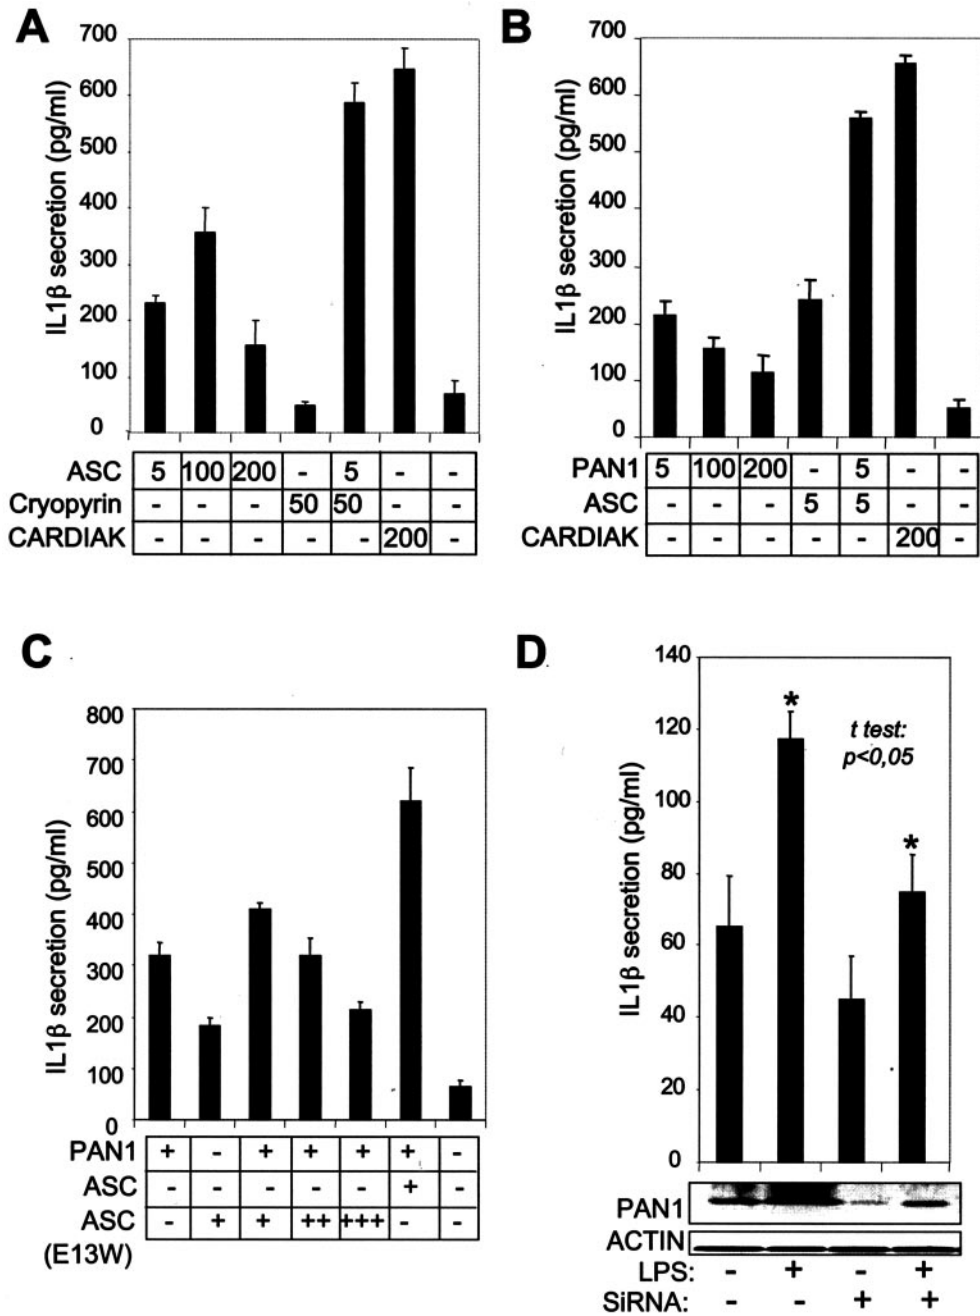 A
IL1β secretion (pg/ml)
700
600
500
400
300
200
100
0
ASC 5 100 200 - 5 - -
Cryopyrin - - - 50 50 - -
CARDIAK - - - - - 200 -
B
IL1β secretion (pg/ml)
700
600
500
400
300
200
100
0
PAN1 5 100 200 - 5 - -
ASC - - - 5 5 - -
CARDIAK - - - - - 200 -
C
IL1β secretion (pg/ml)
800
700
600
500
400
300
200
100
0
PAN1 + - + + + + -
ASC - - - - - + -
ASC - + + ++ +++ - -
(E13W)
D
IL1β secretion (pg/ml)
140
120
100
80
60
40
20
0
* *
t test:
p<0,05
PAN1
ACTIN
LPS: - + - +
SiRNA: - - + +